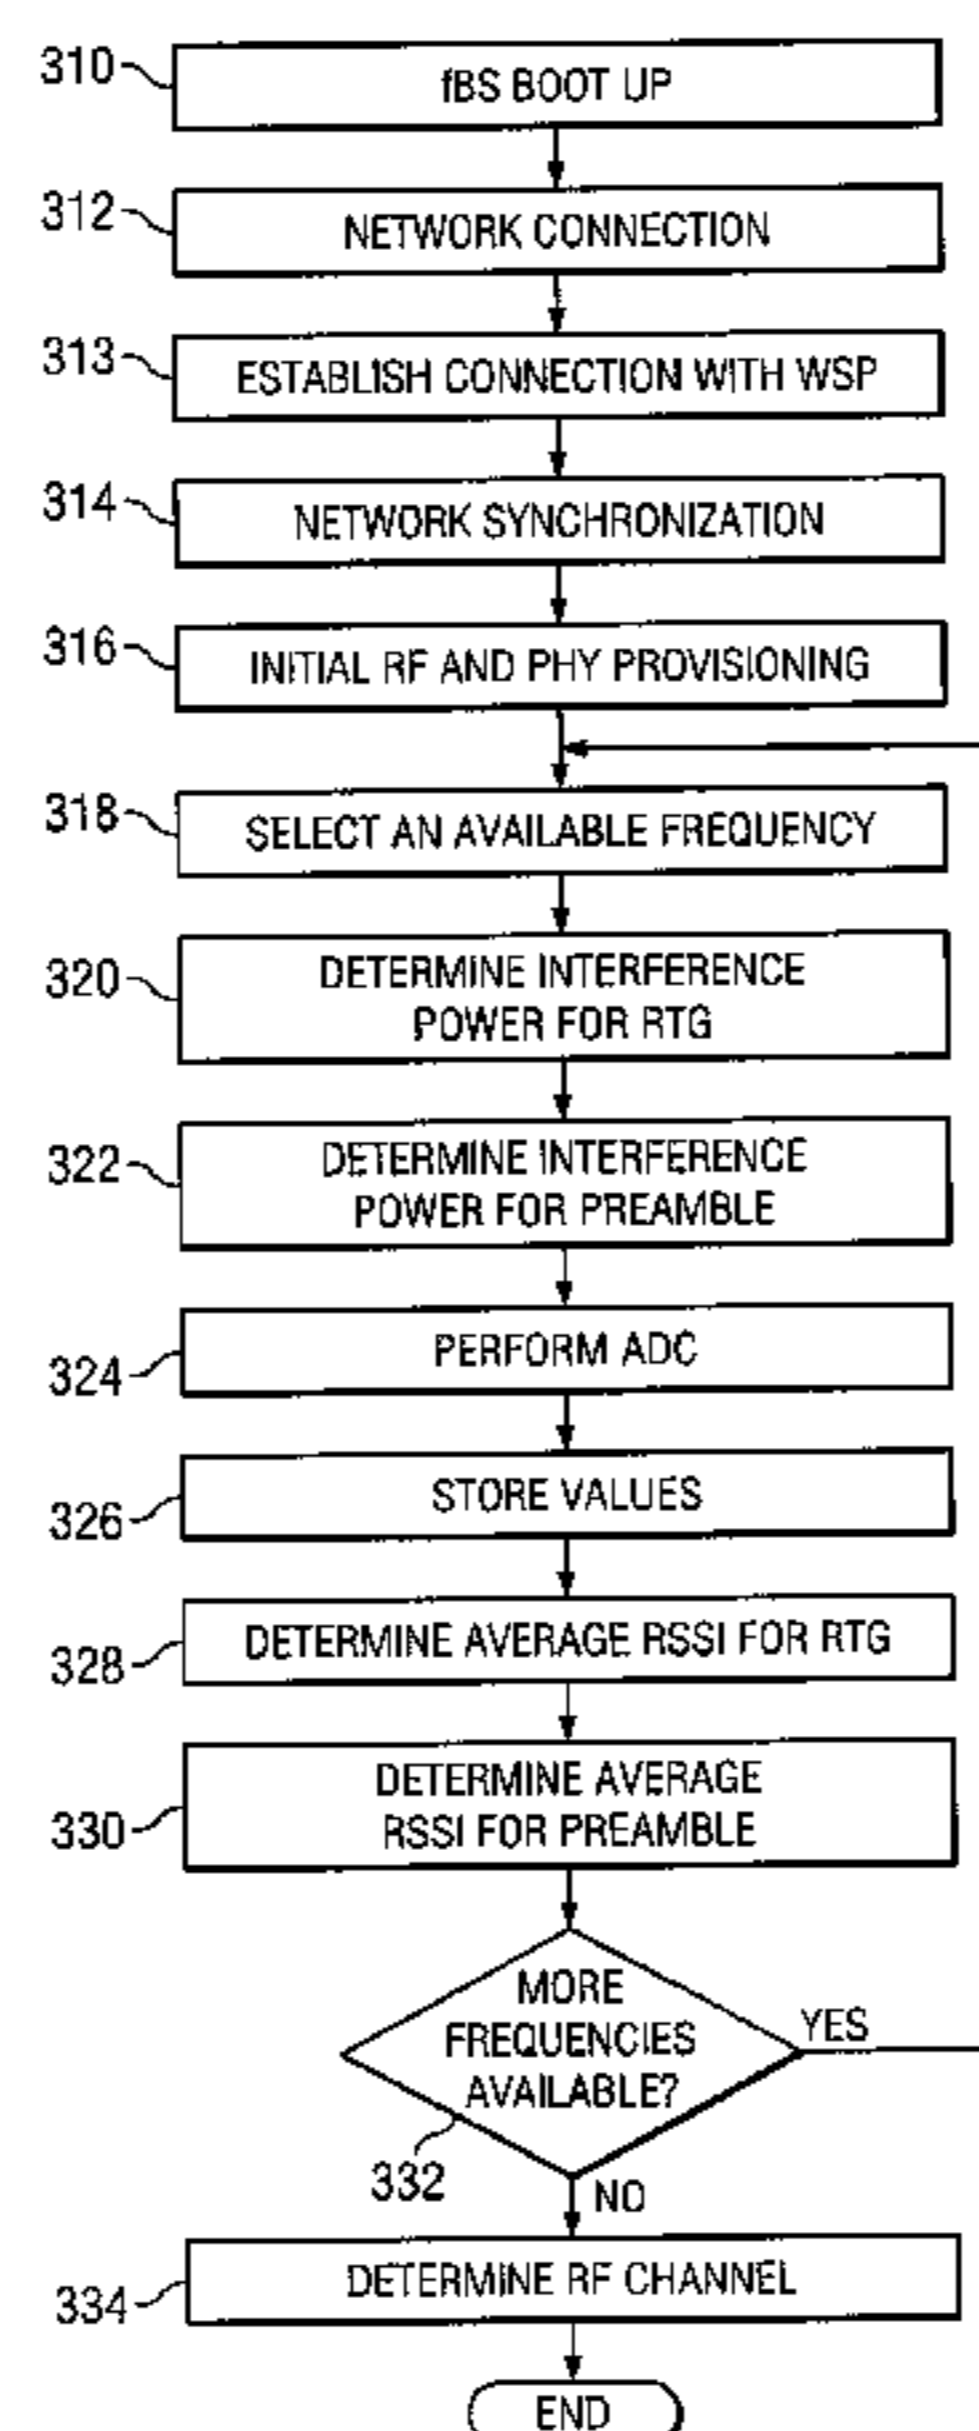 310
fBS BOOT UP
312
NETWORK CONNECTION
313
ESTABLISH CONNECTION WITH WSP
314
NETWORK SYNCHRONIZATION
316
INITIAL RF AND PHY PROVISIONING
318
SELECT AN AVAILABLE FREQUENCY
320
DETERMINE INTERFERENCE
POWER FOR RTG
322
DETERMINE INTERFERENCE
POWER FOR PREAMBLE
324
PERFORM ADC
326
STORE VALUES
328
DETERMINE AVERAGE RSSI FOR RTG
330
DETERMINE AVERAGE
RSSI FOR PREAMBLE
MORE
FREQUENCIES
AVAILABLE?
YES
332
NO
334
DETERMINE RF CHANNEL
END